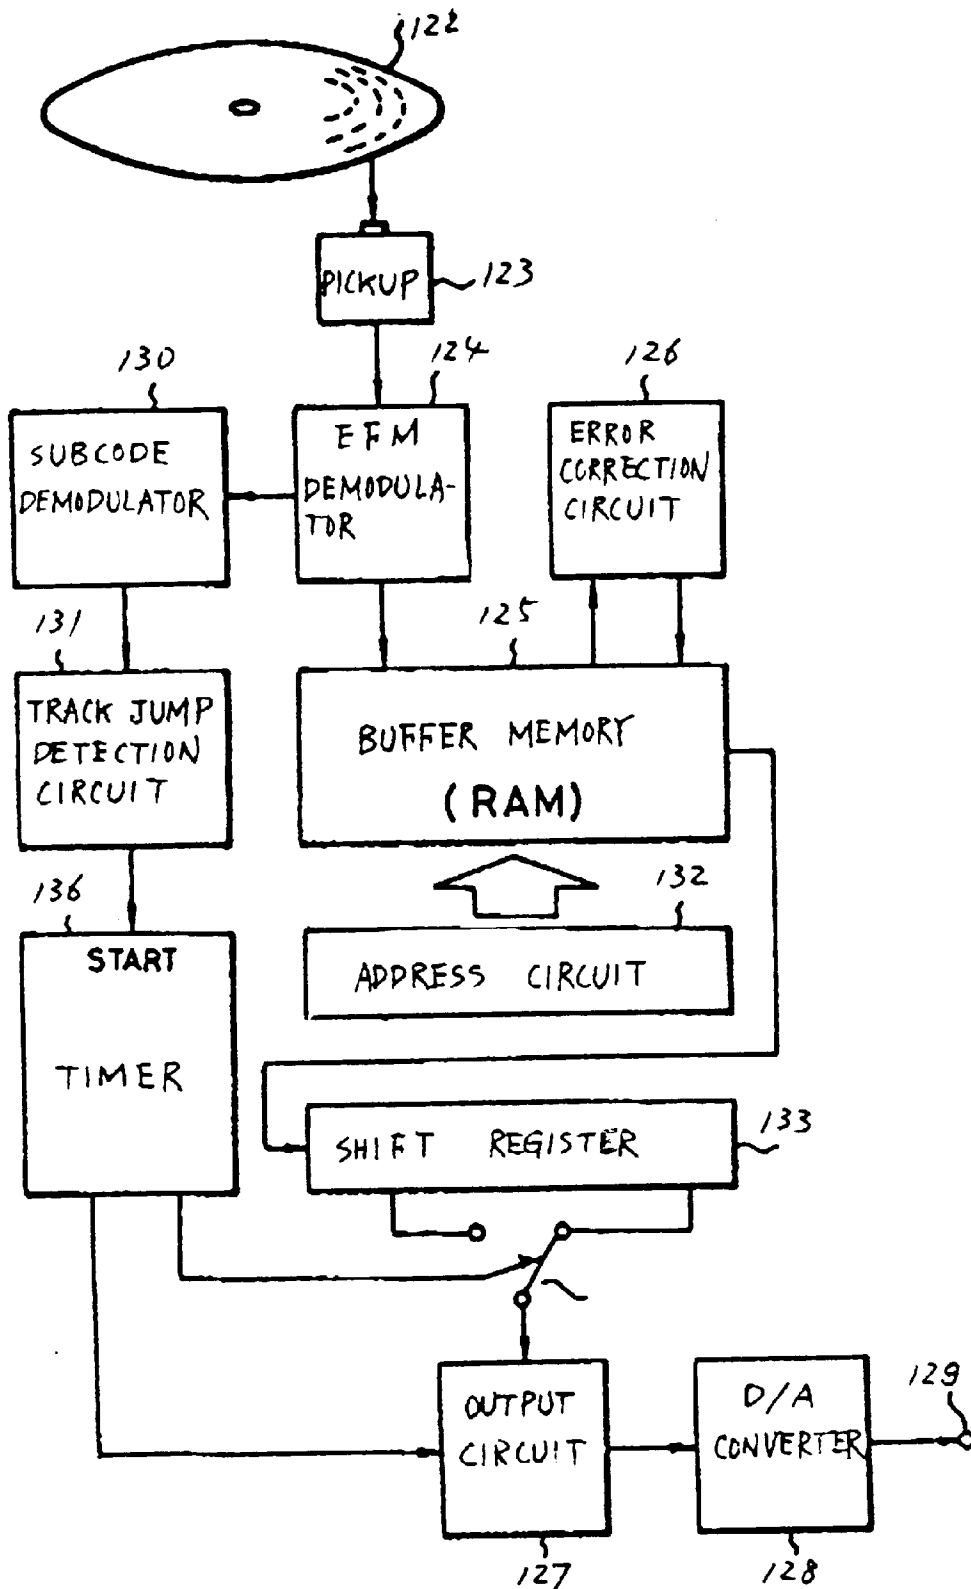 122
PICKUP
123
130
124
126
SUBCODE
DEMODULATOR
EFM
DEMODULA-
TOR
ERROR
CORRECTION
CIRCUIT
131
125
TRACK JUMP
DETECTION
CIRCUIT
BUFFER MEMORY
(RAM)
136
132
START
TIMER
ADDRESS CIRCUIT
SHIFT REGISTER
133
OUTPUT
CIRCUIT
D/A
CONVERTER
129
127
128